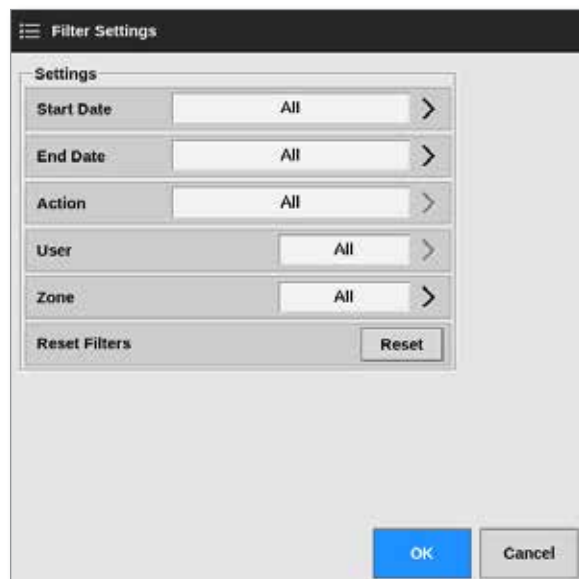 Filter Settings
Settings
Start Date All
End Date All
Action All
User All
Zone All
Reset Filters Reset
OK Cancel